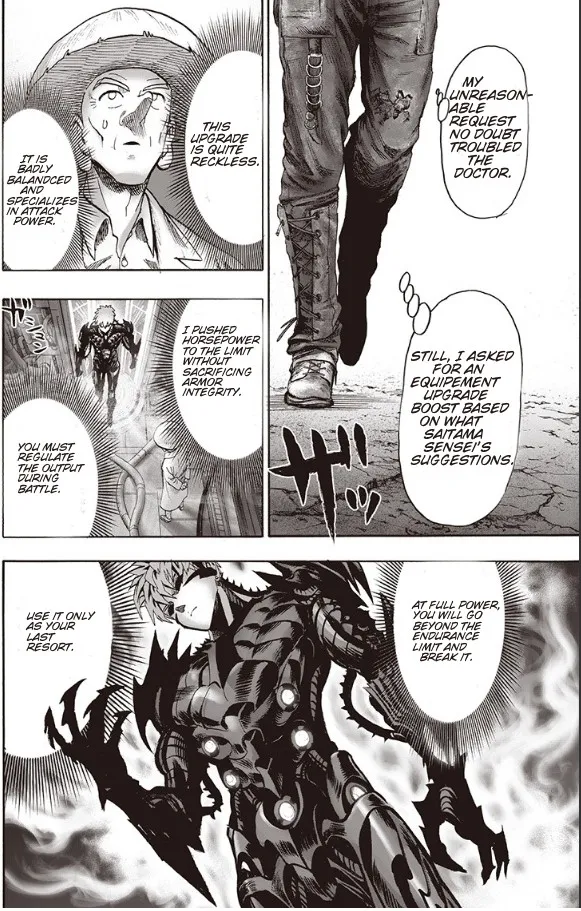 MY
UNREASON-
ABLE
REQUEST
NO DOUBT
TROUBLED
THE
DOCTOR.
STILL, I ASKED
FOR AN
EQUIPEMENT
UPGRADE
BOOST BASED
ON WHAT
SAITAMA
SENSEI'S
SUGGESTIONS.
ザッ
THIS
UPGRADE
IS QUITE
RECKLESS.
IT IS
BADLY
BALANDCED
AND
SPECIALIZES
IN ATTACK
POWER.
I PUSHED
HORSEPOWER
TO THE LIMIT
WITHOUT
SACRIFICING
ARMOR
INTEGRITY.
YOU MUST
REGULATE
THE OUTPUT
DURING
BATTLE.
AT FULL POWER,
YOU WILL GO
BEYOND THE
ENDURANCE
LIMIT AND
BREAK IT.
USE IT ONLY
AS YOUR
LAST
RESORT.